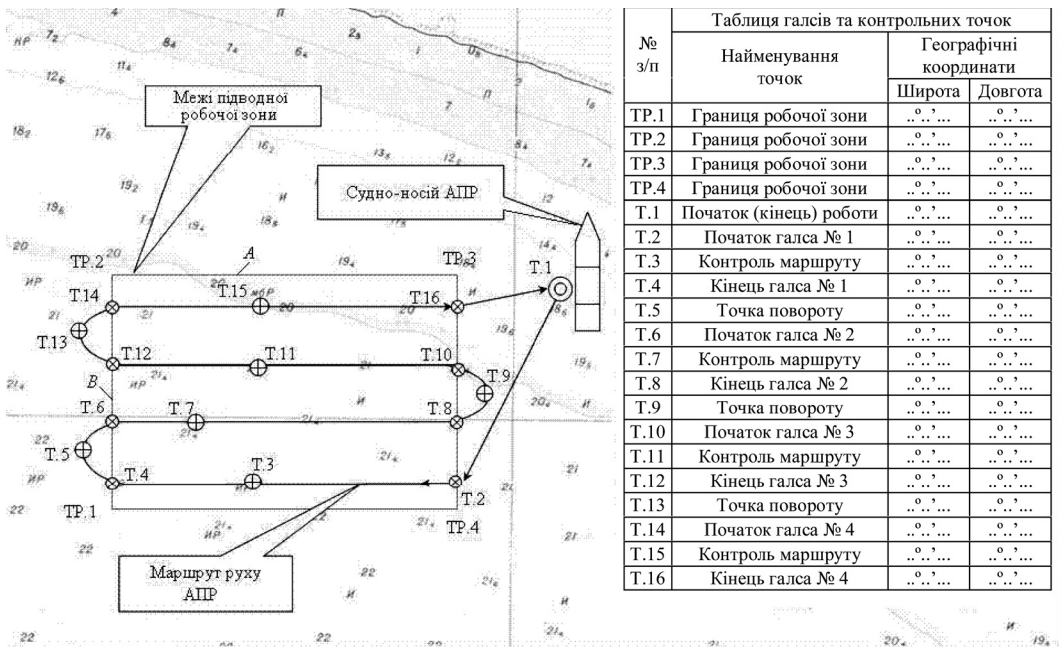 Межі підводної
робочої зони
Судно-носій АПР
А
ТР.2
ТР.3
Т.1
Т.14
Т.15
Т.16
Т.13
Т.12
Т.11
Т.10
В
Т.9
Т.6
Т.7
Т.8
Т.5
Т.4
Т.3
Т.2
ТР.1
ТР.4
Маршрут руху
АПР
Таблиця галсів та контрольних точок
№
з/п
Найменування
точок
Географічні
координати
Широта Довгота
ТР.1 Границя робочої зони ..°..’... ..°..’...
ТР.2 Границя робочої зони ..°..’... ..°..’...
ТР.3 Границя робочої зони ..°..’... ..°..’...
ТР.4 Границя робочої зони ..°..’... ..°..’...
Т.1 Початок (кінець) роботи ..°..’... ..°..’...
Т.2 Початок галса № 1 ..°..’... ..°..’...
Т.3 Контроль маршруту ..°..’... ..°..’...
Т.4 Кінець галса № 1 ..°..’... ..°..’...
Т.5 Точка повороту ..°..’... ..°..’...
Т.6 Початок галса № 2 ..°..’... ..°..’...
Т.7 Контроль маршруту ..°..’... ..°..’...
Т.8 Кінець галса № 2 ..°..’... ..°..’...
Т.9 Точка повороту ..°..’... ..°..’...
Т.10 Початок галса № 3 ..°..’... ..°..’...
Т.11 Контроль маршруту ..°..’... ..°..’...
Т.12 Кінець галса № 3 ..°..’... ..°..’...
Т.13 Точка повороту ..°..’... ..°..’...
Т.14 Початок галса № 4 ..°..’... ..°..’...
Т.15 Контроль маршруту ..°..’... ..°..’...
Т.16 Кінець галса № 4 ..°..’... ..°..’...